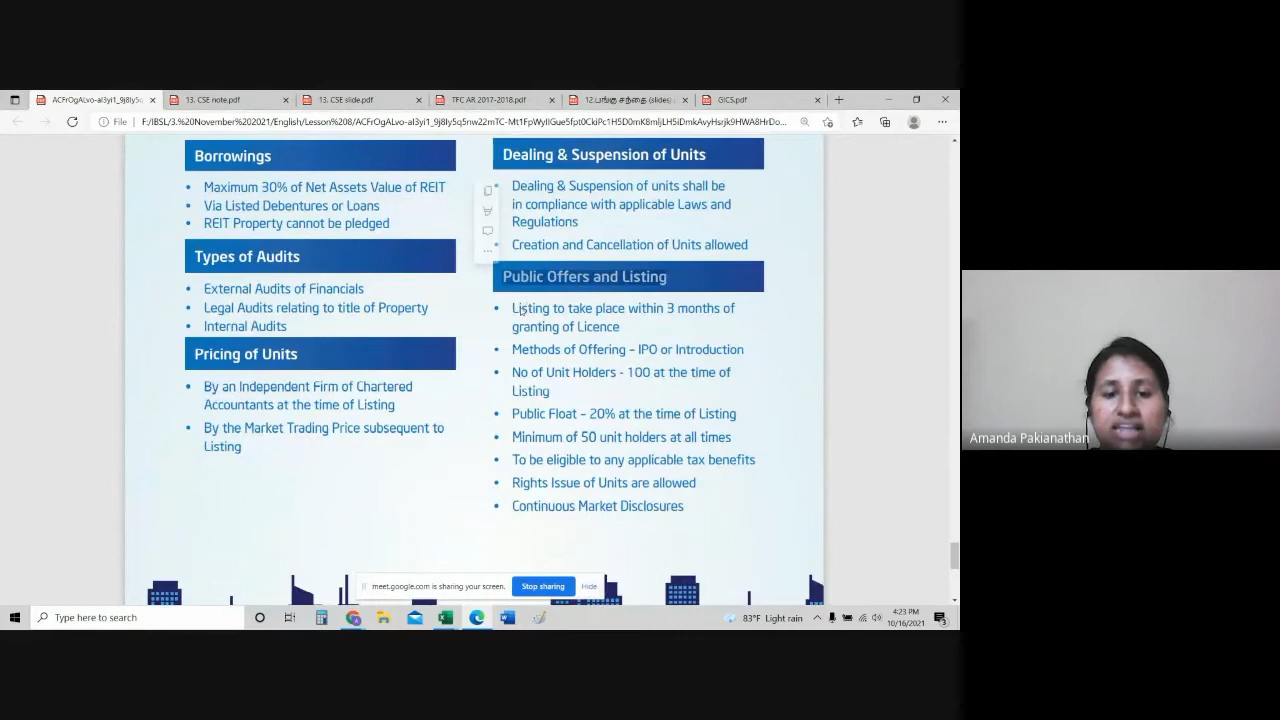 ACFrOgALvo-aI3yi1_9j8Iy5q
13. CSE note.pdf
13. CSE slide.pdf
TFC AR 2017-2018.pdf
12.பங்கு சந்தை (slides)
GICS.pdf
File
Borrowings
Maximum 30% of Net Assets Value of REIT
Via Listed Debentures or Loans
REIT Property cannot be pledged
Types of Audits
External Audits of Financials
Legal Audits relating to title of Property
Internal Audits
Pricing of Units
By an Independent Firm of Chartered
Accountants at the time of Listing
By the Market Trading Price subsequent to
Listing
Dealing & Suspension of Units
Dealing & Suspension of units shall be
in compliance with applicable Laws and
Regulations
Creation and Cancellation of Units allowed
Public Offers and Listing
Listing to take place within 3 months of
granting of Licence
Methods of Offering – IPO or Introduction
No of Unit Holders - 100 at the time of
Listing
Public Float – 20% at the time of Listing
Minimum of 50 unit holders at all times
To be eligible to any applicable tax benefits
Rights Issue of Units are allowed
Continuous Market Disclosures
meet.google.com is sharing your screen.
Stop sharing
Hide
Type here to search
83°F Light rain
4:23 PM
10/16/2021
3
Amanda Pakianathan